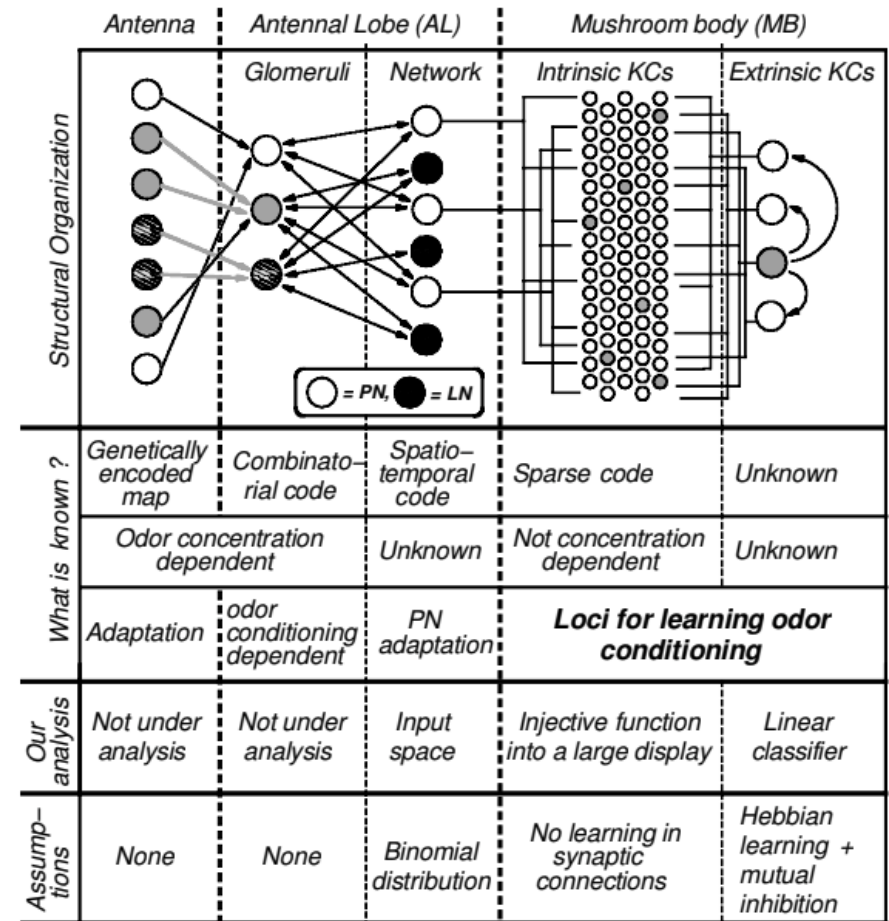 Antenna
Antennal Lobe (AL)
Mushroom body (MB)
Glomeruli
Network
Intrinsic KCs
Extrinsic KCs
Structural Organization
= PN,
= LN
What is known ?
Genetically
encoded
map
Combinato–
rial code
Spatio–
temporal
code
Sparse code
Unknown
Odor concentration
dependent
Unknown
Not concentration
dependent
Unknown
Adaptation
odor
conditioning
dependent
PN
adaptation
Loci for learning odor
conditioning
Our
analysis
Not under
analysis
Not under
analysis
Input
space
Injective function
into a large display
Linear
classifier
Assump–
tions
None
None
Binomial
distribution
No learning in
synaptic
connections
Hebbian
learning +
mutual
inhibition